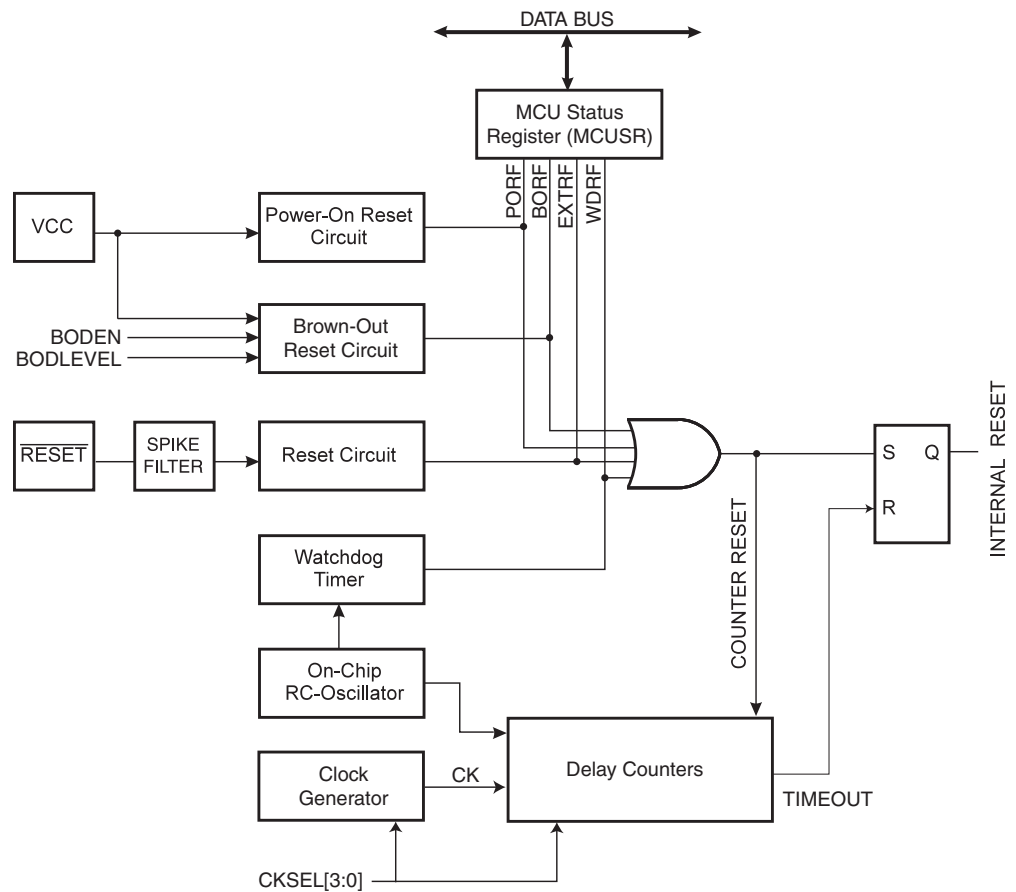 DATA BUS
MCU Status
Register (MCUSR)
PORF
BORF
EXTRF
WDRF
VCC
Power-On Reset
Circuit
BODEN
BODLEVEL
Brown-Out
Reset Circuit
RESET
SPIKE
FILTER
Reset Circuit
S
Q
R
INTERNAL RESET
COUNTER RESET
Watchdog
Timer
On-Chip
RC-Oscillator
Clock
Generator
CK
Delay Counters
TIMEOUT
CKSEL[3:0]